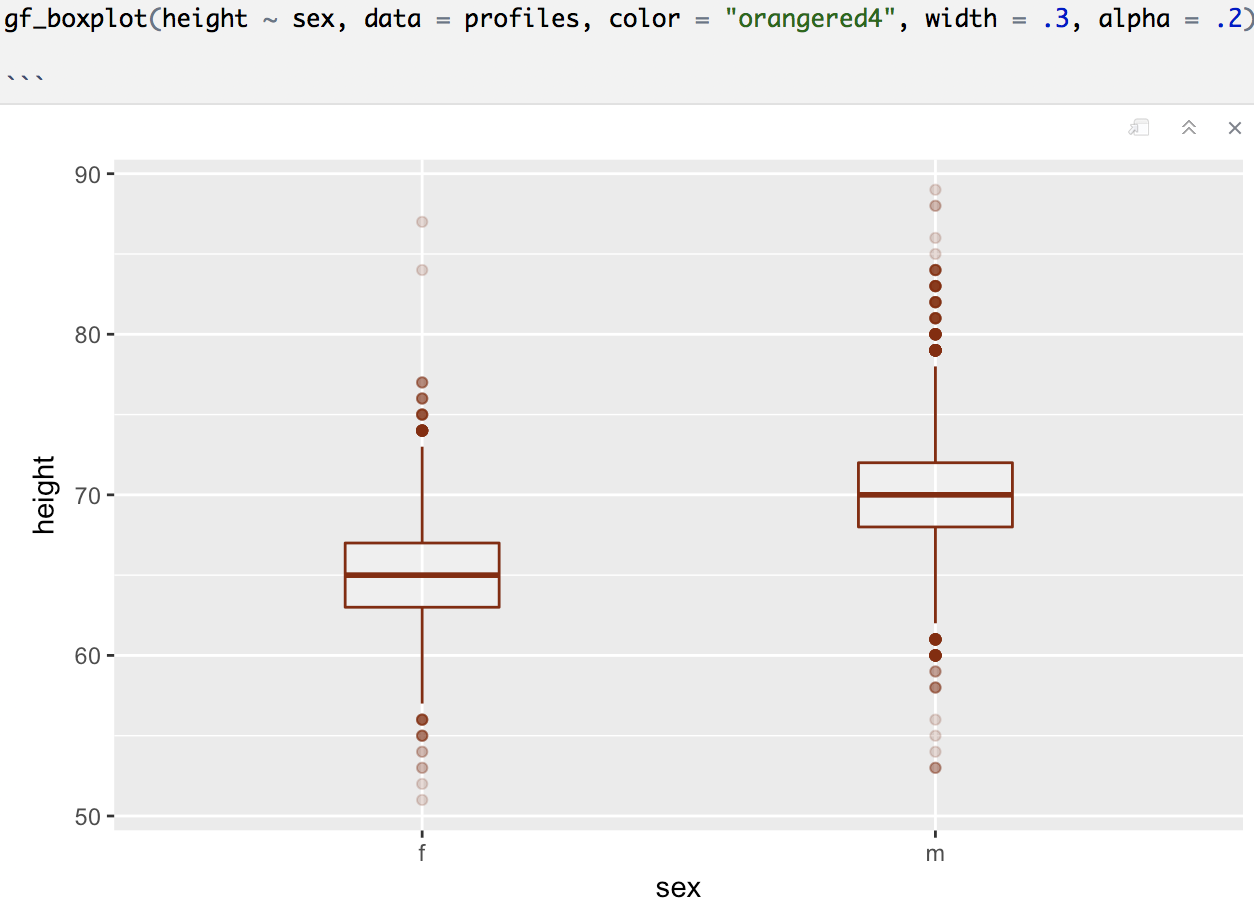 gf_boxplot(height ~ sex, data = profiles, color = "orangered4", width = .3, alpha = .2)
```
90
80
height
70
60
50
f m
sex